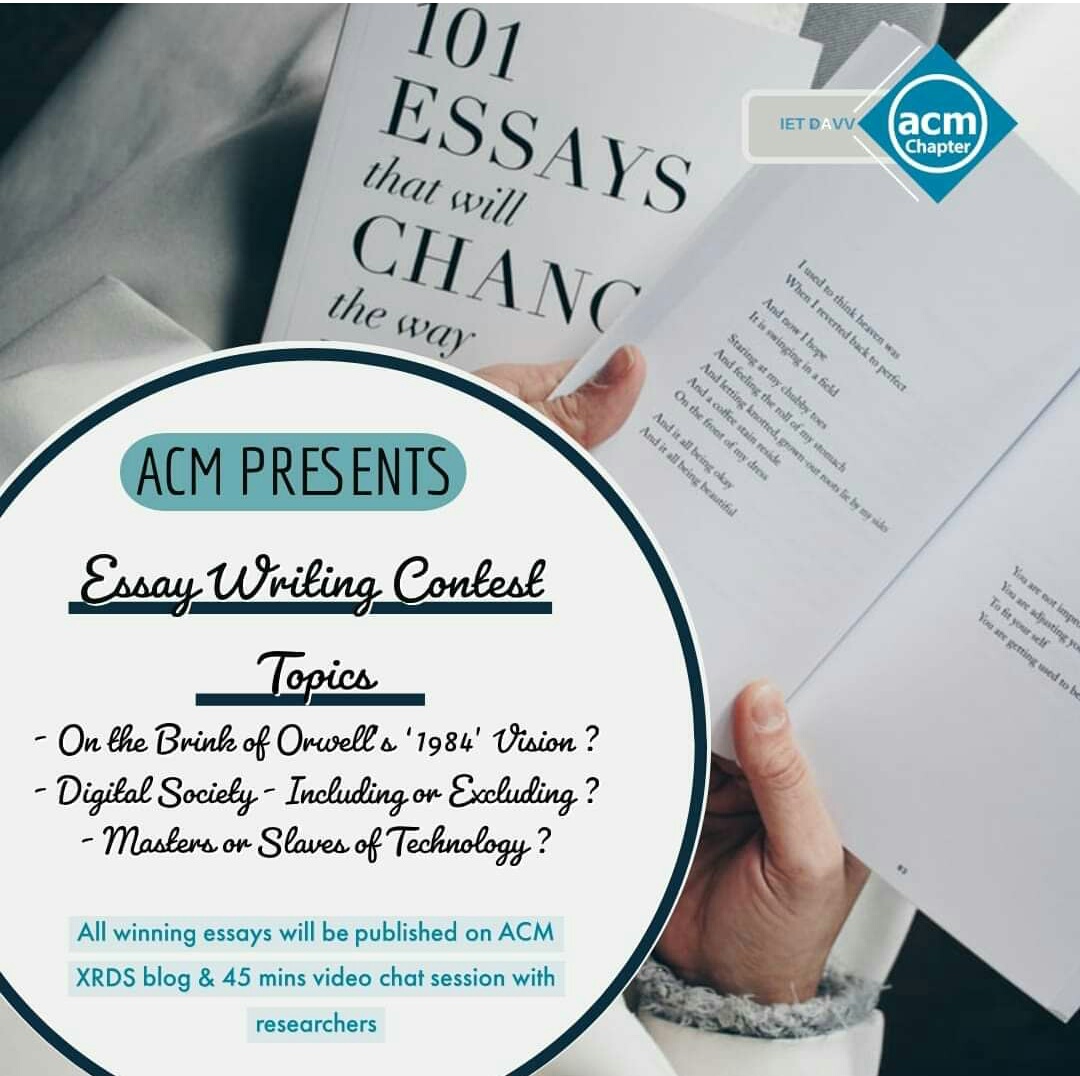 101
ESSAYS
that will
CHANG
the way
IET DAVV
acm
Chapter
I used to think heaven was
When I reverted back to perfect
And now I hope
It is swinging in a field
Staring at my chubby toes
And feeling the roll of my stomach
And letting knotted, grown-out roots lie by my sides
And a coffee stain reside
On the front of my dress
And it all being okay
And it all being beautiful
You are not impro
You are adjusting yo
To fit your self
You are getting used to be
ACM PRESENTS
Essay Writing Contest
Topics
- On the Brink of Orwell's '1984' Vision ?
- Digital Society - Including or Excluding ?
- Masters or Slaves of Technology ?
All winning essays will be published on ACM
XRDS blog & 45 mins video chat session with
researchers